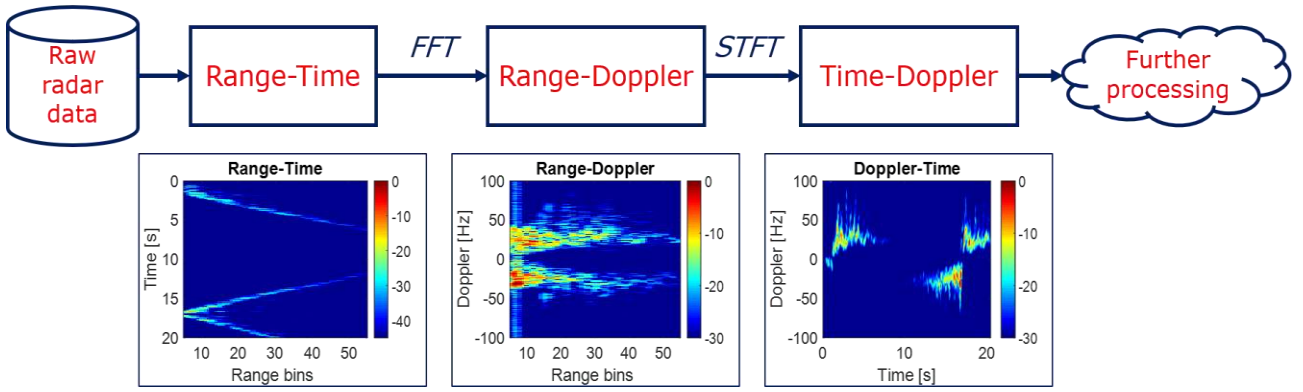 Raw
radar
data
Range-Time
FFT
Range-Doppler
STFT
Time-Doppler
Further
processing
Range-Time
0
5
10
15
20
Time [s]
10 20 30 40 50
Range bins
0
-10
-20
-30
-40
Range-Doppler
100
50
0
-50
-100
Doppler [Hz]
10 20 30 40 50
Range bins
0
-10
-20
-30
Doppler-Time
100
50
0
-50
-100
Doppler [Hz]
0 10 20
Time [s]
0
-10
-20
-30